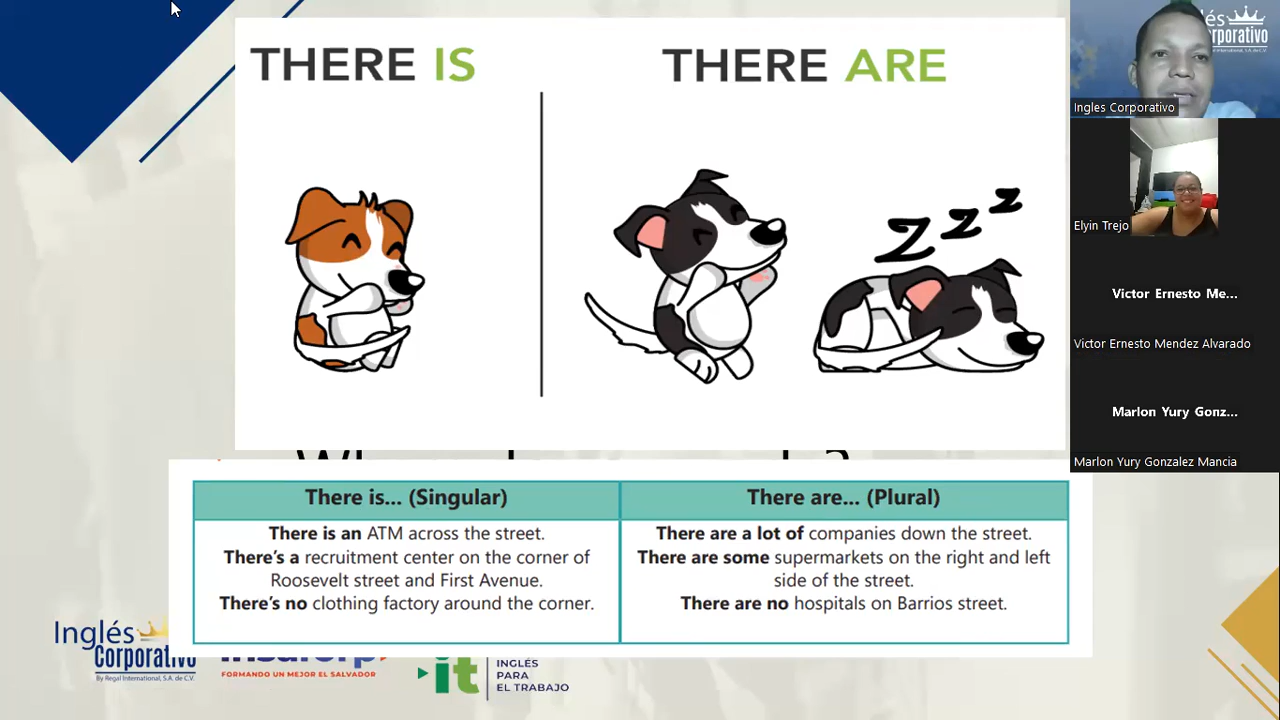 THERE IS
THERE ARE
Z z z
There is... (Singular)
There is an ATM across the street.
There's a recruitment center on the corner of
Roosevelt street and First Avenue.
There's no clothing factory around the corner.
There are... (Plural)
There are a lot of companies down the street.
There are some supermarkets on the right and left
side of the street.
There are no hospitals on Barrios street.
Inglés
Corporativo
By Regal International, S.A. de C.V.
FORMANDO UN MEJOR EL SALVADOR
it
INGLÉS
PARA
EL TRABAJO
Ingles Corporativo
Elyin Trejo
Victor Ernesto Me...
Victor Ernesto Mendez Alvarado
Marlon Yury Gonz...
Marlon Yury Gonzalez Mancia